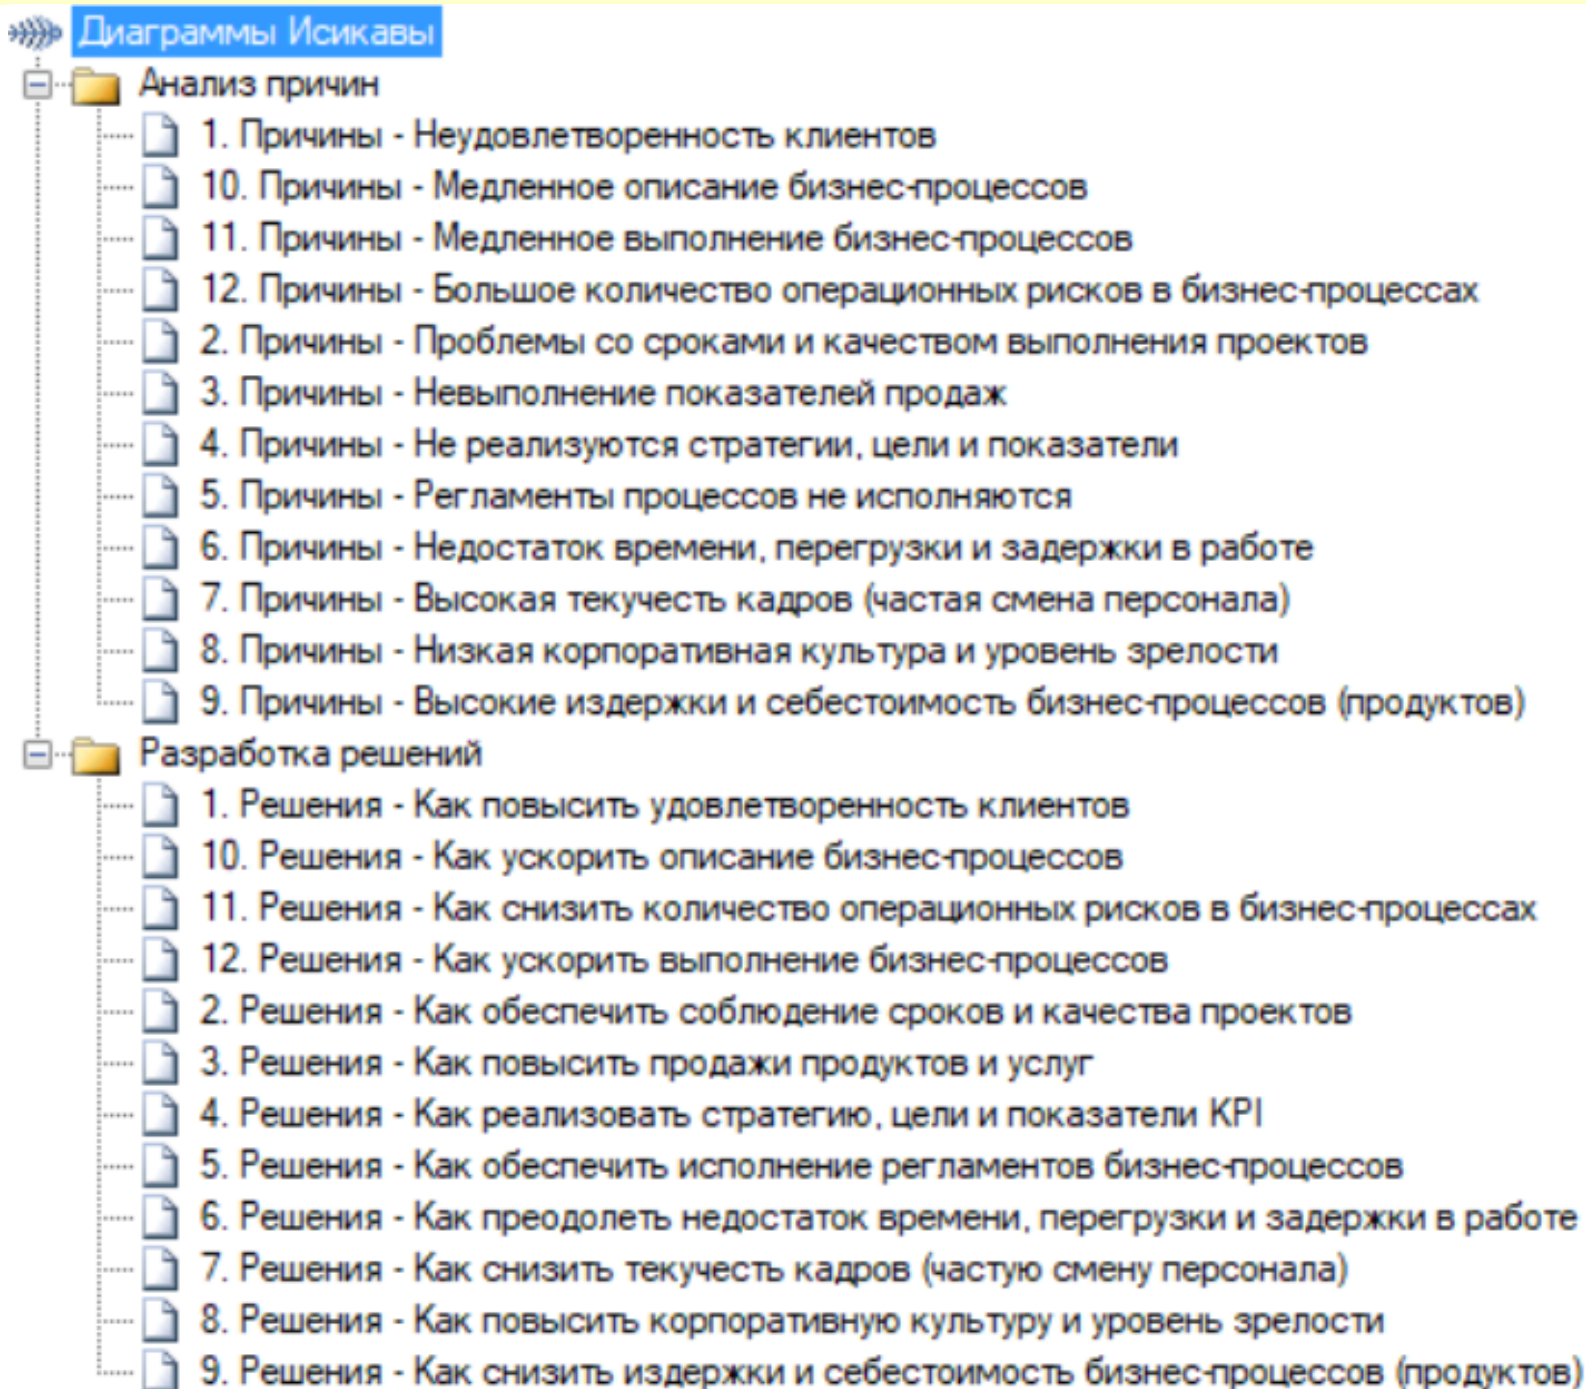 Диаграммы Исикавы
Анализ причин
1. Причины - Неудовлетворенность клиентов
10. Причины - Медленное описание бизнес-процессов
11. Причины - Медленное выполнение бизнес-процессов
12. Причины - Большое количество операционных рисков в бизнес-процессах
2. Причины - Проблемы со сроками и качеством выполнения проектов
3. Причины - Невыполнение показателей продаж
4. Причины - Не реализуются стратегии, цели и показатели
5. Причины - Регламенты процессов не исполняются
6. Причины - Недостаток времени, перегрузки и задержки в работе
7. Причины - Высокая текучесть кадров (частая смена персонала)
8. Причины - Низкая корпоративная культура и уровень зрелости
9. Причины - Высокие издержки и себестоимость бизнес-процессов (продуктов)
Разработка решений
1. Решения - Как повысить удовлетворенность клиентов
10. Решения - Как ускорить описание бизнес-процессов
11. Решения - Как снизить количество операционных рисков в бизнес-процессах
12. Решения - Как ускорить выполнение бизнес-процессов
2. Решения - Как обеспечить соблюдение сроков и качества проектов
3. Решения - Как повысить продажи продуктов и услуг
4. Решения - Как реализовать стратегию, цели и показатели KPI
5. Решения - Как обеспечить исполнение регламентов бизнес-процессов
6. Решения - Как преодолеть недостаток времени, перегрузки и задержки в работе
7. Решения - Как снизить текучесть кадров (частую смену персонала)
8. Решения - Как повысить корпоративную культуру и уровень зрелости
9. Решения - Как снизить издержки и себестоимость бизнес-процессов (продуктов)